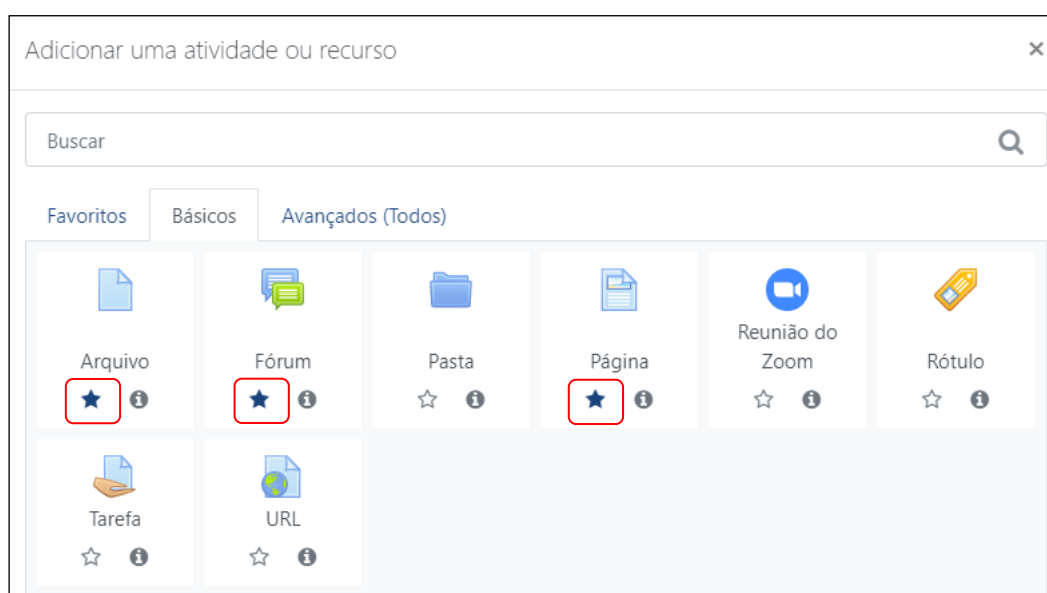 Adicionar uma atividade ou recurso ×
Buscar
Favoritos Básicos Avançados (Todos)
Arquivo Fórum Pasta Página Reunião do Zoom Rótulo
Tarefa URL